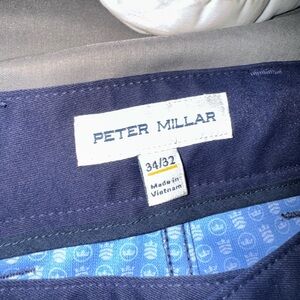 PETER MILLAR
34/32
Made in
Vietnam